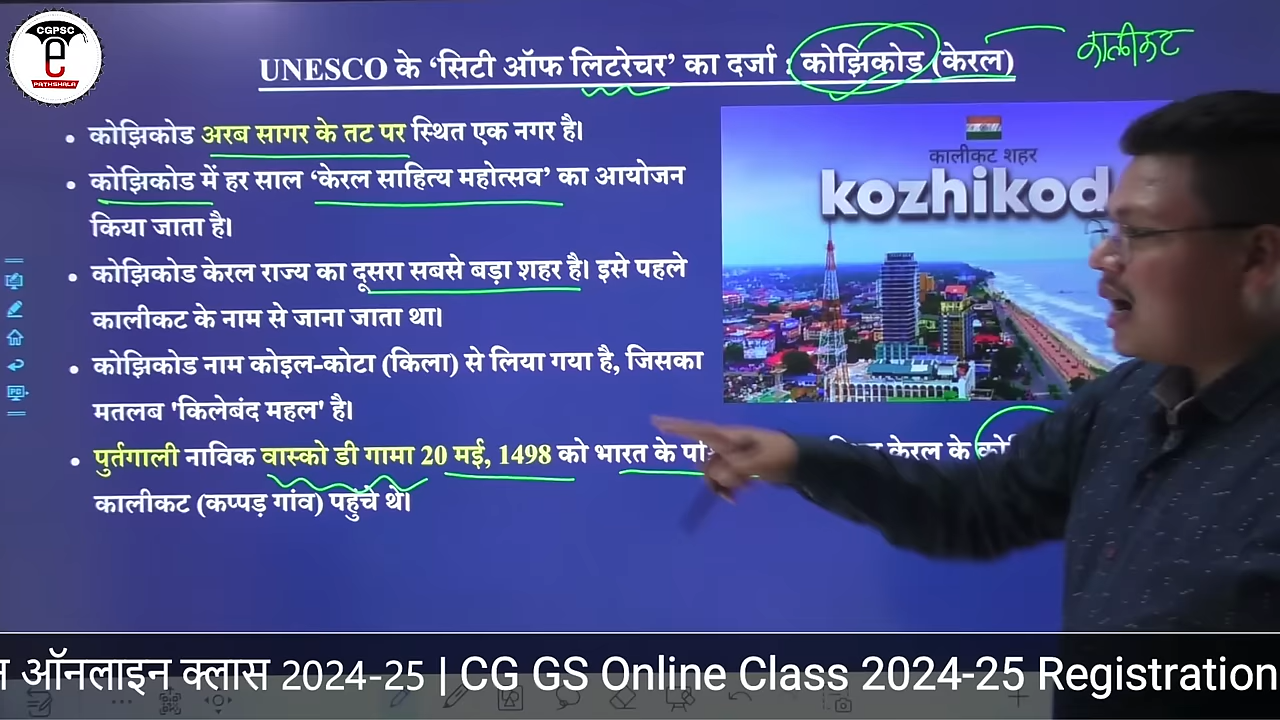 CGPSC
e
PATHSHALA
UNESCO के ‘सिटी ऑफ लिटरेचर’ का दर्जा : कोझिकोड (केरल)
कालीकट
• कोझिकोड अरब सागर के तट पर स्थित एक नगर है।
• कोझिकोड में हर साल ‘केरल साहित्य महोत्सव’ का आयोजन
किया जाता है।
• कोझिकोड केरल राज्य का दूसरा सबसे बड़ा शहर है। इसे पहले
कालीकट के नाम से जाना जाता था।
• कोझिकोड नाम कोइल-कोटा (किला) से लिया गया है, जिसका
मतलब 'किलेबंद महल' है।
• पुर्तगाली नाविक वास्को डी गामा 20 मई, 1498 को भारत के केरल के
कालीकट (कप्पड़ गांव) पहुंचे थे।
कालीकट शहर
kozhikod
ऑनलाइन क्लास 2024-25 | CG GS Online Class 2024-25 Registration